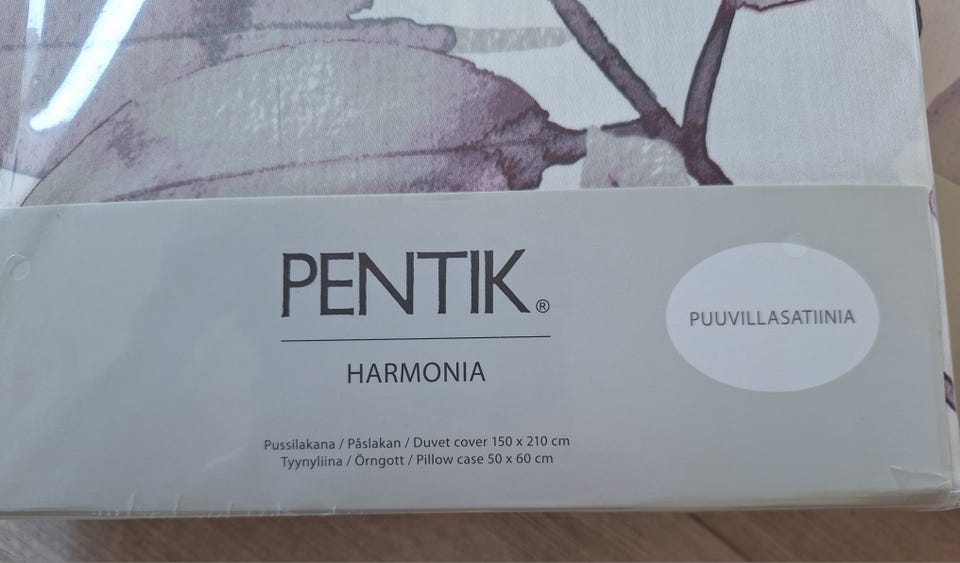 PENTIK®
HARMONIA
PUUVILLASATIINIA
Pussilakana / Påslakan / Duvet cover 150 x 210 cm
Tyynyliina / Örngott / Pillow case 50 x 60 cm